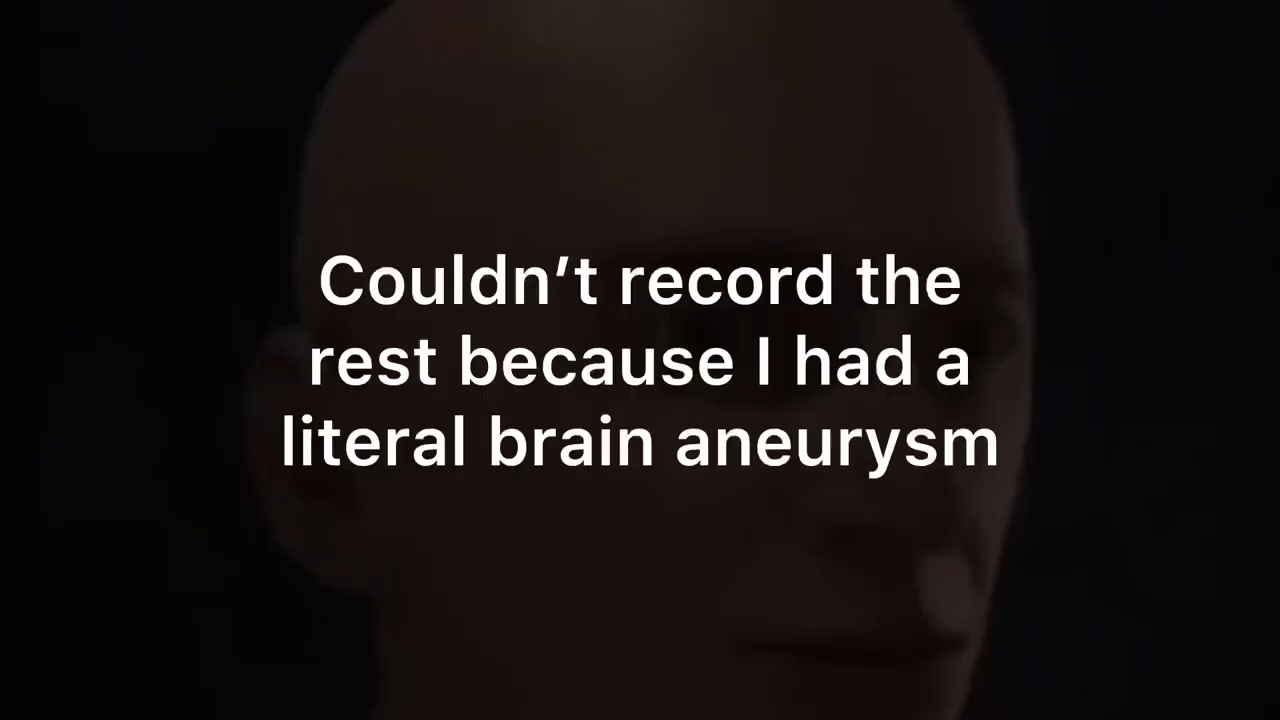 Couldn’t record the
rest because I had a
literal brain aneurysm